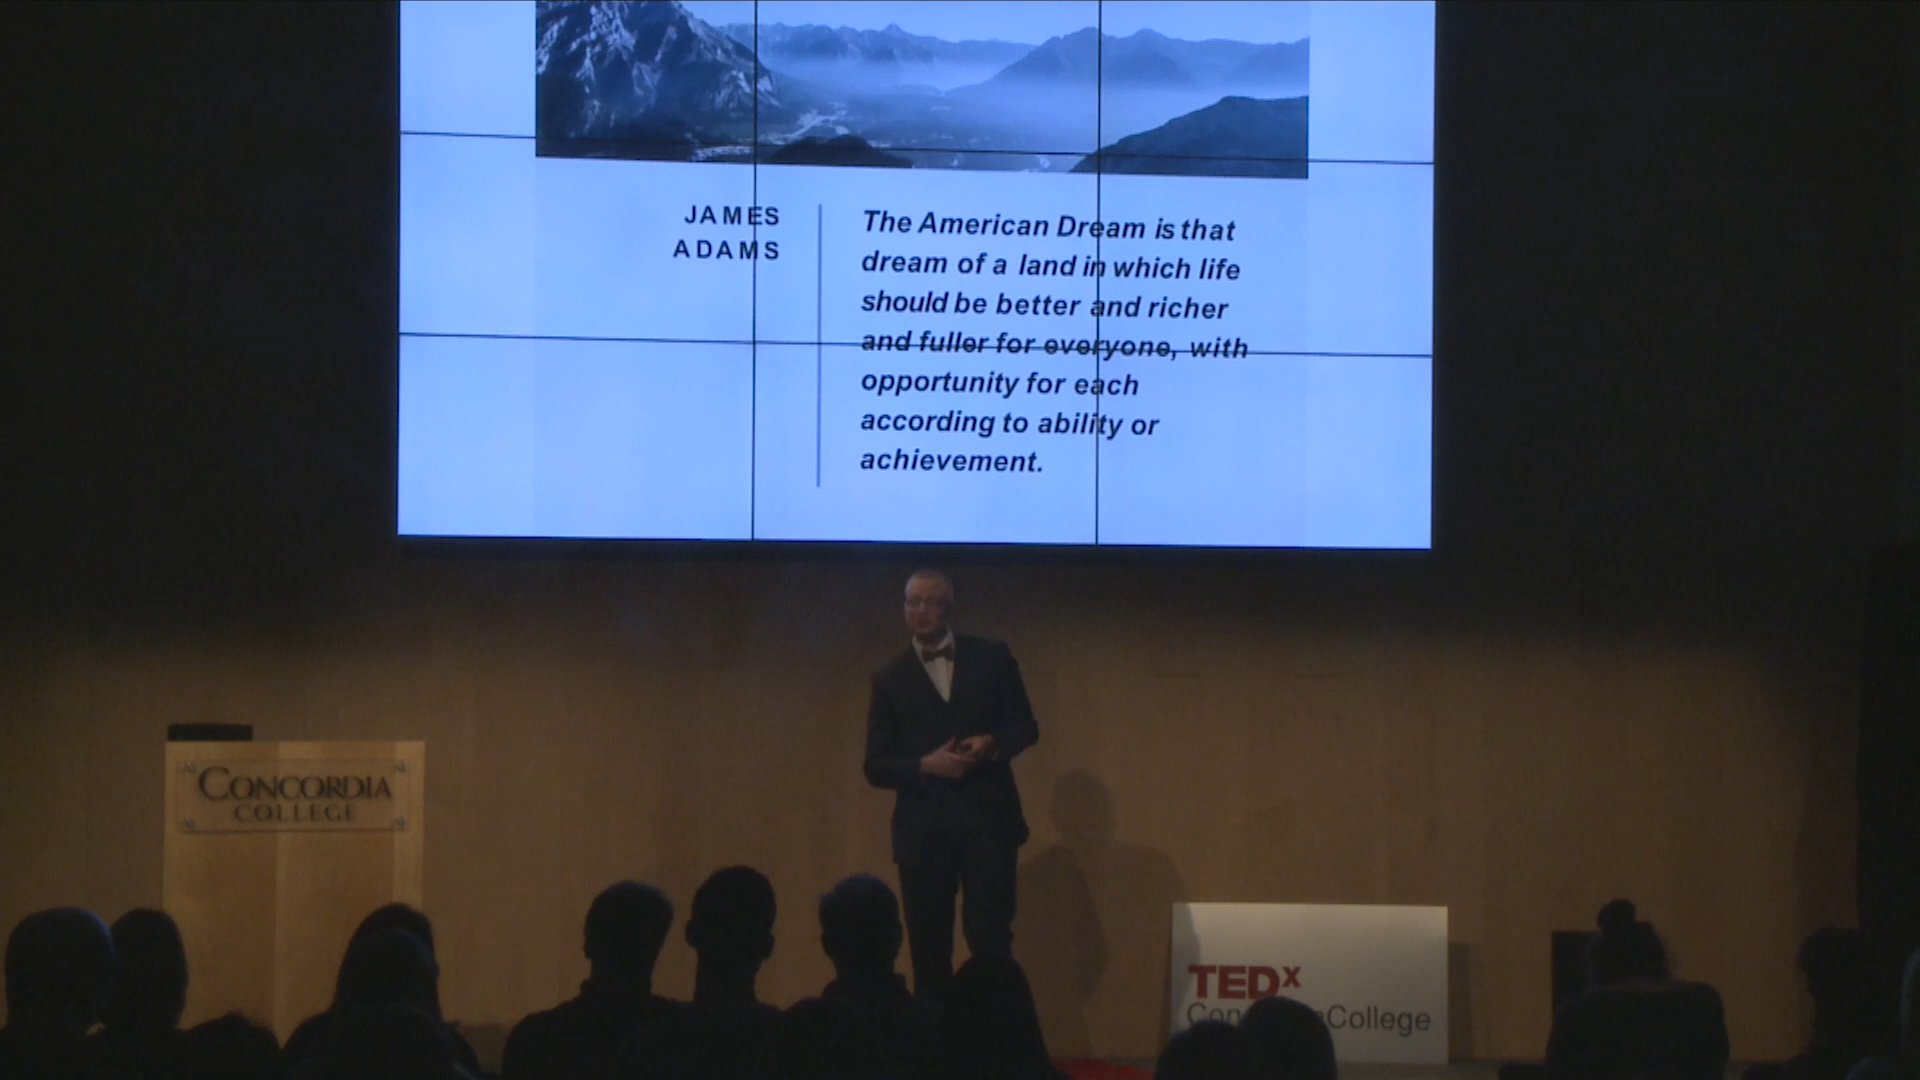 JAMES
ADAMS
The American Dream is that
dream of a land in which life
should be better and richer
and fuller for everyone, with
opportunity for each
according to ability or
achievement.
CONCORDIA
COLLEGE
TEDx